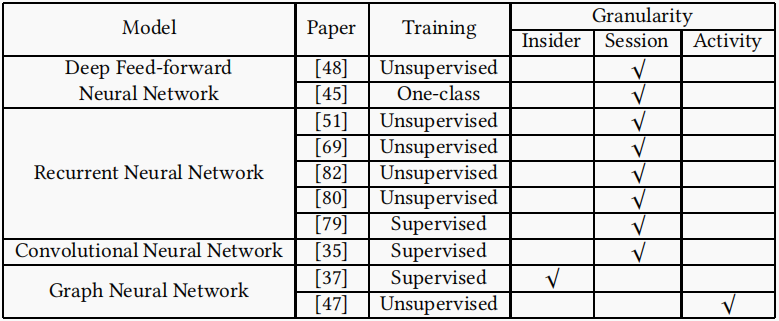 Model Paper Training Granularity
Insider Session Activity
Deep Feed-forward [48] Unsupervised √
Neural Network [45] One-class √
[51] Unsupervised √
[69] Unsupervised √
Recurrent Neural Network [82] Unsupervised √
[80] Unsupervised √
[79] Supervised √
Convolutional Neural Network [35] Supervised √
Graph Neural Network [37] Supervised √
[47] Unsupervised √